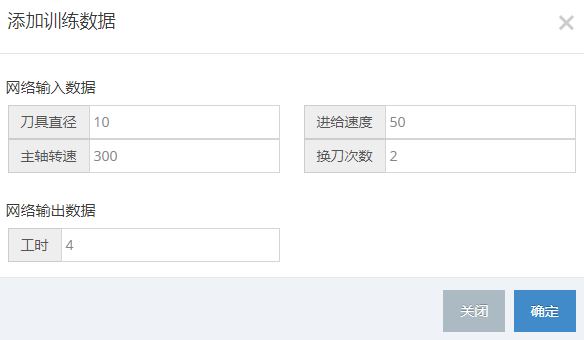 添加训练数据 ×
网络输入数据
刀具直径 10 进给速度 50
主轴转速 300 换刀次数 2
网络输出数据
工时 4
关闭 确定